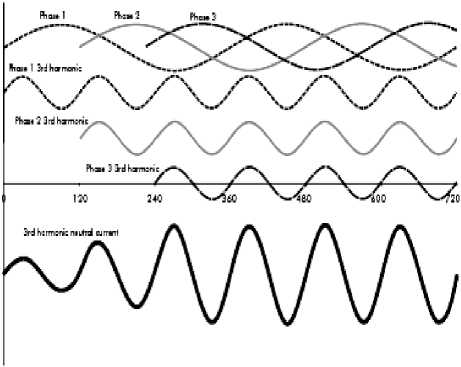 Phase 1 Phase 2 Phase 3
Phase 1 3rd harmonic
Phase 2 3rd harmonic
Phase 3 3rd harmonic
0 120 240 360 480 600 720
3rd harmonic neutral current